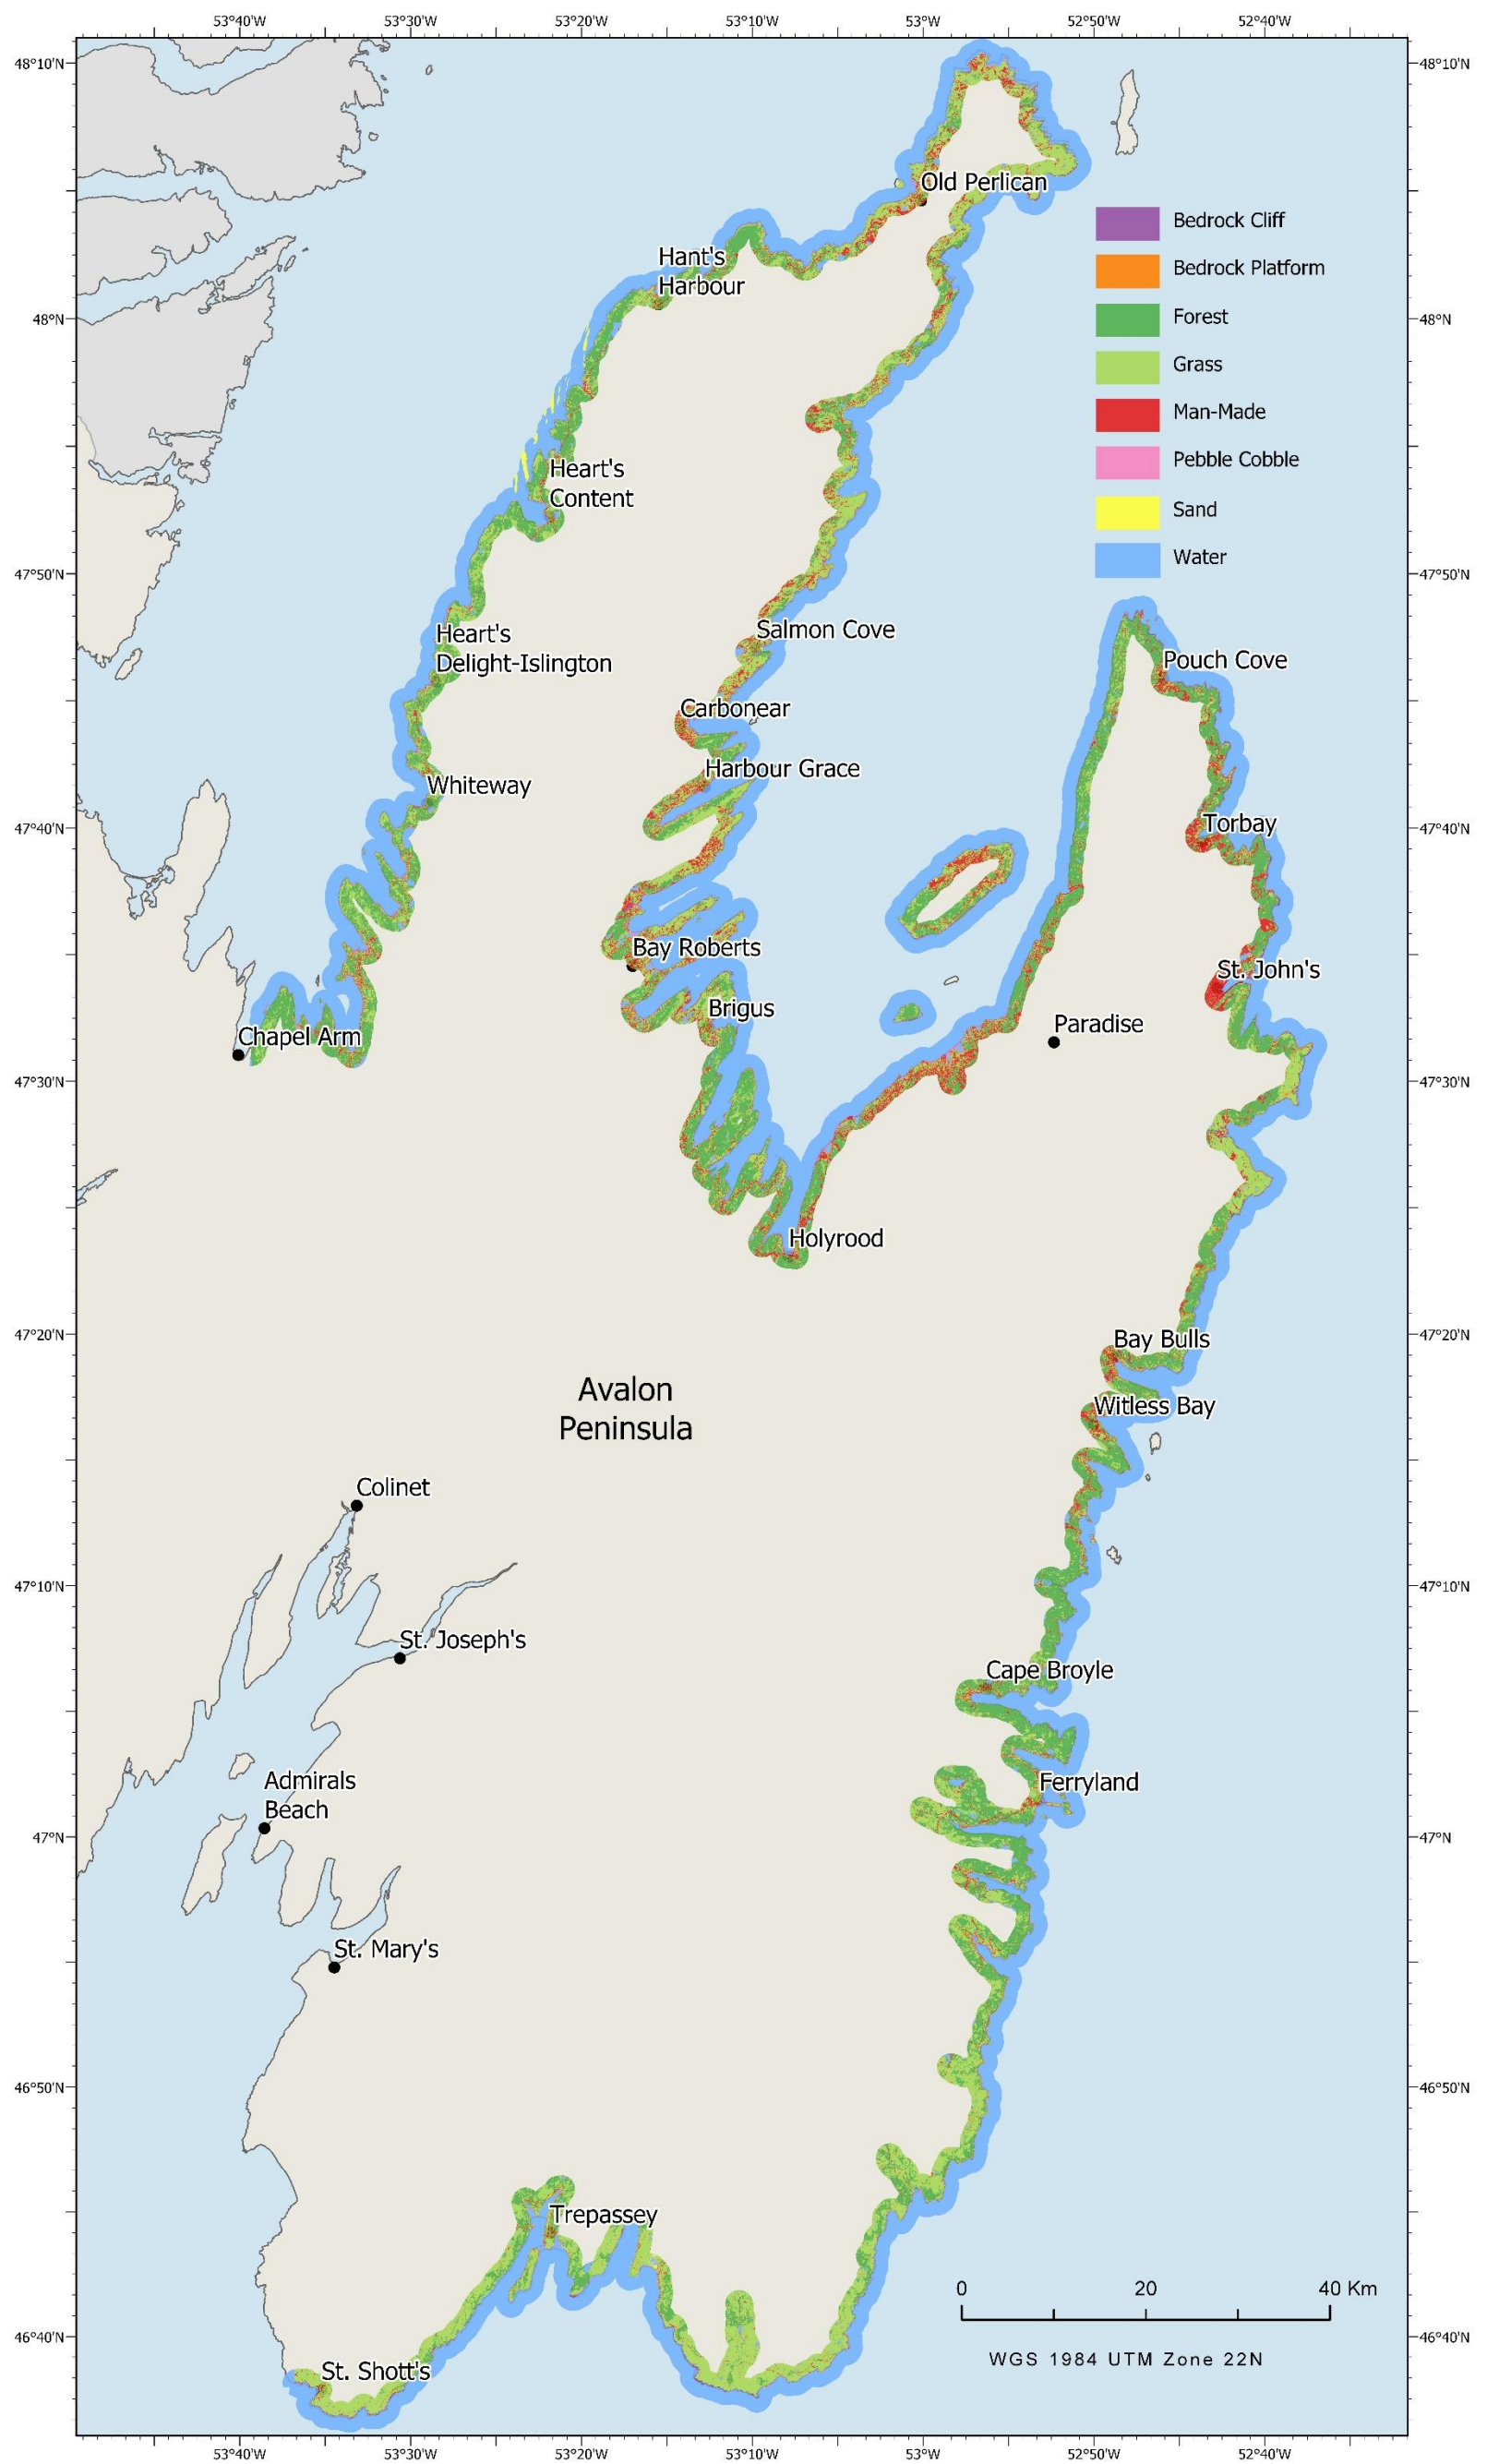 53°40'W 53°30'W 53°20'W 53°10'W 53°W 52°50'W 52°40'W
48°10'N 48°10'N
Old Perlican
Bedrock Cliff
Hant's
Harbour
Bedrock Platform
Forest
48°N 48°N
Grass
Man-Made
Pebble Cobble
Heart's
Content
Sand
Water
47°50'N 47°50'N
Heart's
Delight-Islington
Salmon Cove
Pouch Cove
Carbonear
Harbour Grace
Whiteway
47°40'N 47°40'N
Torbay
Bay Roberts
St. John's
Brigus
Paradise
Chapel Arm
47°30'N 47°30'N
Holyrood
47°20'N 47°20'N
Bay Bulls
Avalon
Peninsula
Witless Bay
Colinet
47°10'N 47°10'N
St. Joseph's
Cape Broyle
Admirals
Beach
Ferryland
47°N 47°N
St. Mary's
46°50'N 46°50'N
Trepassey
0 20 40 Km
46°40'N 46°40'N
WGS 1984 UTM Zone 22N
St. Shott's
53°40'W 53°30'W 53°20'W 53°10'W 53°W 52°50'W 52°40'W